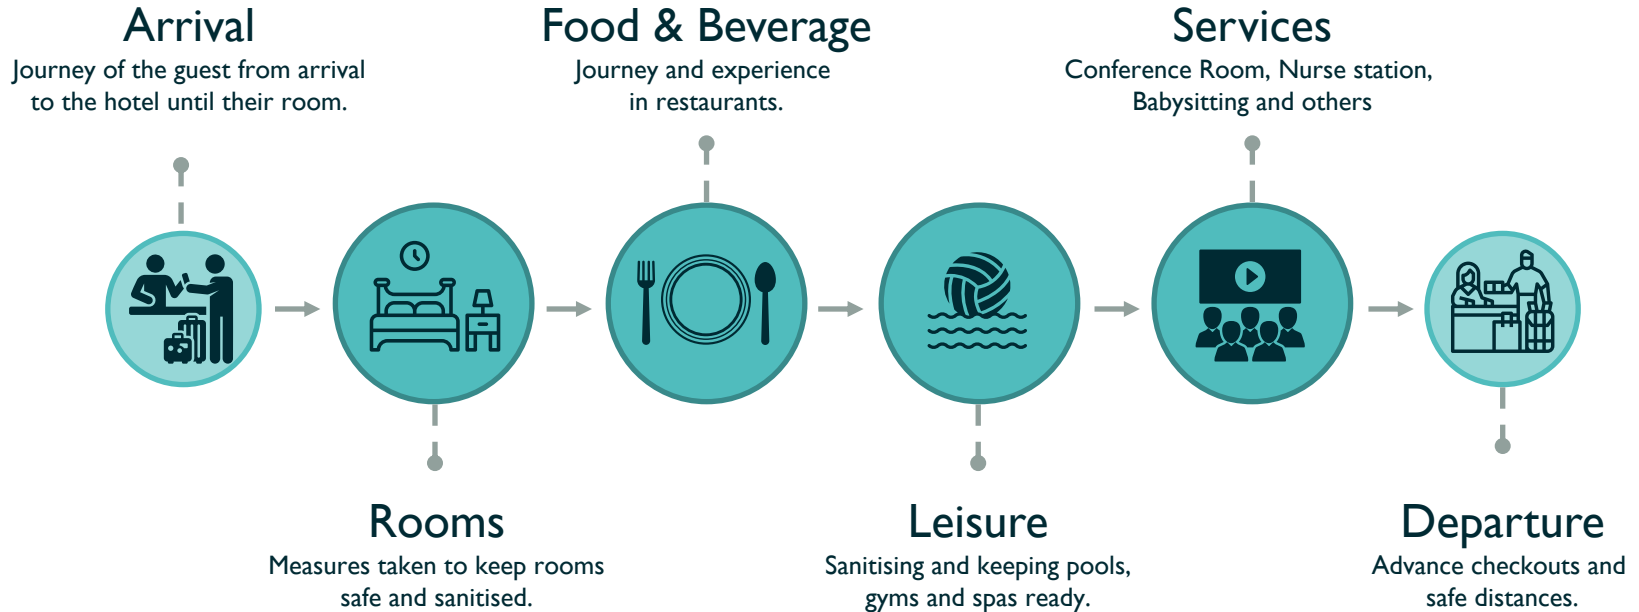 Arrival
Journey of the guest from arrival
to the hotel until their room.
Food & Beverage
Journey and experience
in restaurants.
Services
Conference Room, Nurse station,
Babysitting and others
Rooms
Measures taken to keep rooms
safe and sanitised.
Leisure
Sanitising and keeping pools,
gyms and spas ready.
Departure
Advance checkouts and
safe distances.